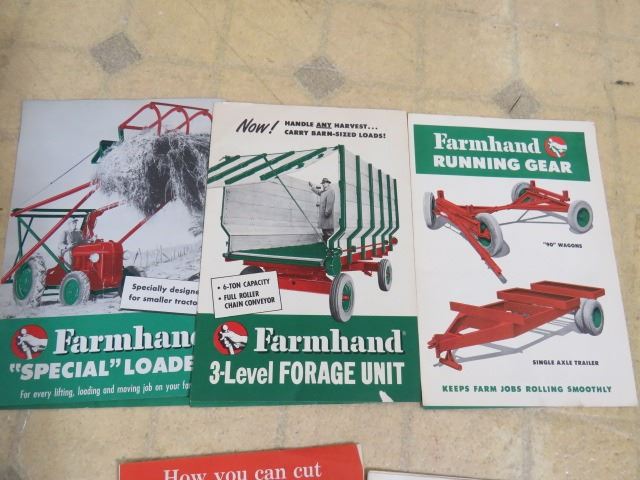 Specially designe
for smaller tractor
Farmhand
"SPECIAL" LOADE
For every lifting, loading and moving job on your far
Now! HANDLE ANY HARVEST...
CARRY BARN-SIZED LOADS!
• 6-TON CAPACITY
• FULL ROLLER
CHAIN CONVEYOR
Farmhand
3-Level FORAGE UNIT
Farmhand
RUNNING GEAR
"90" WAGONS
SINGLE AXLE TRAILER
KEEPS FARM JOBS ROLLING SMOOTHLY
How you can cut